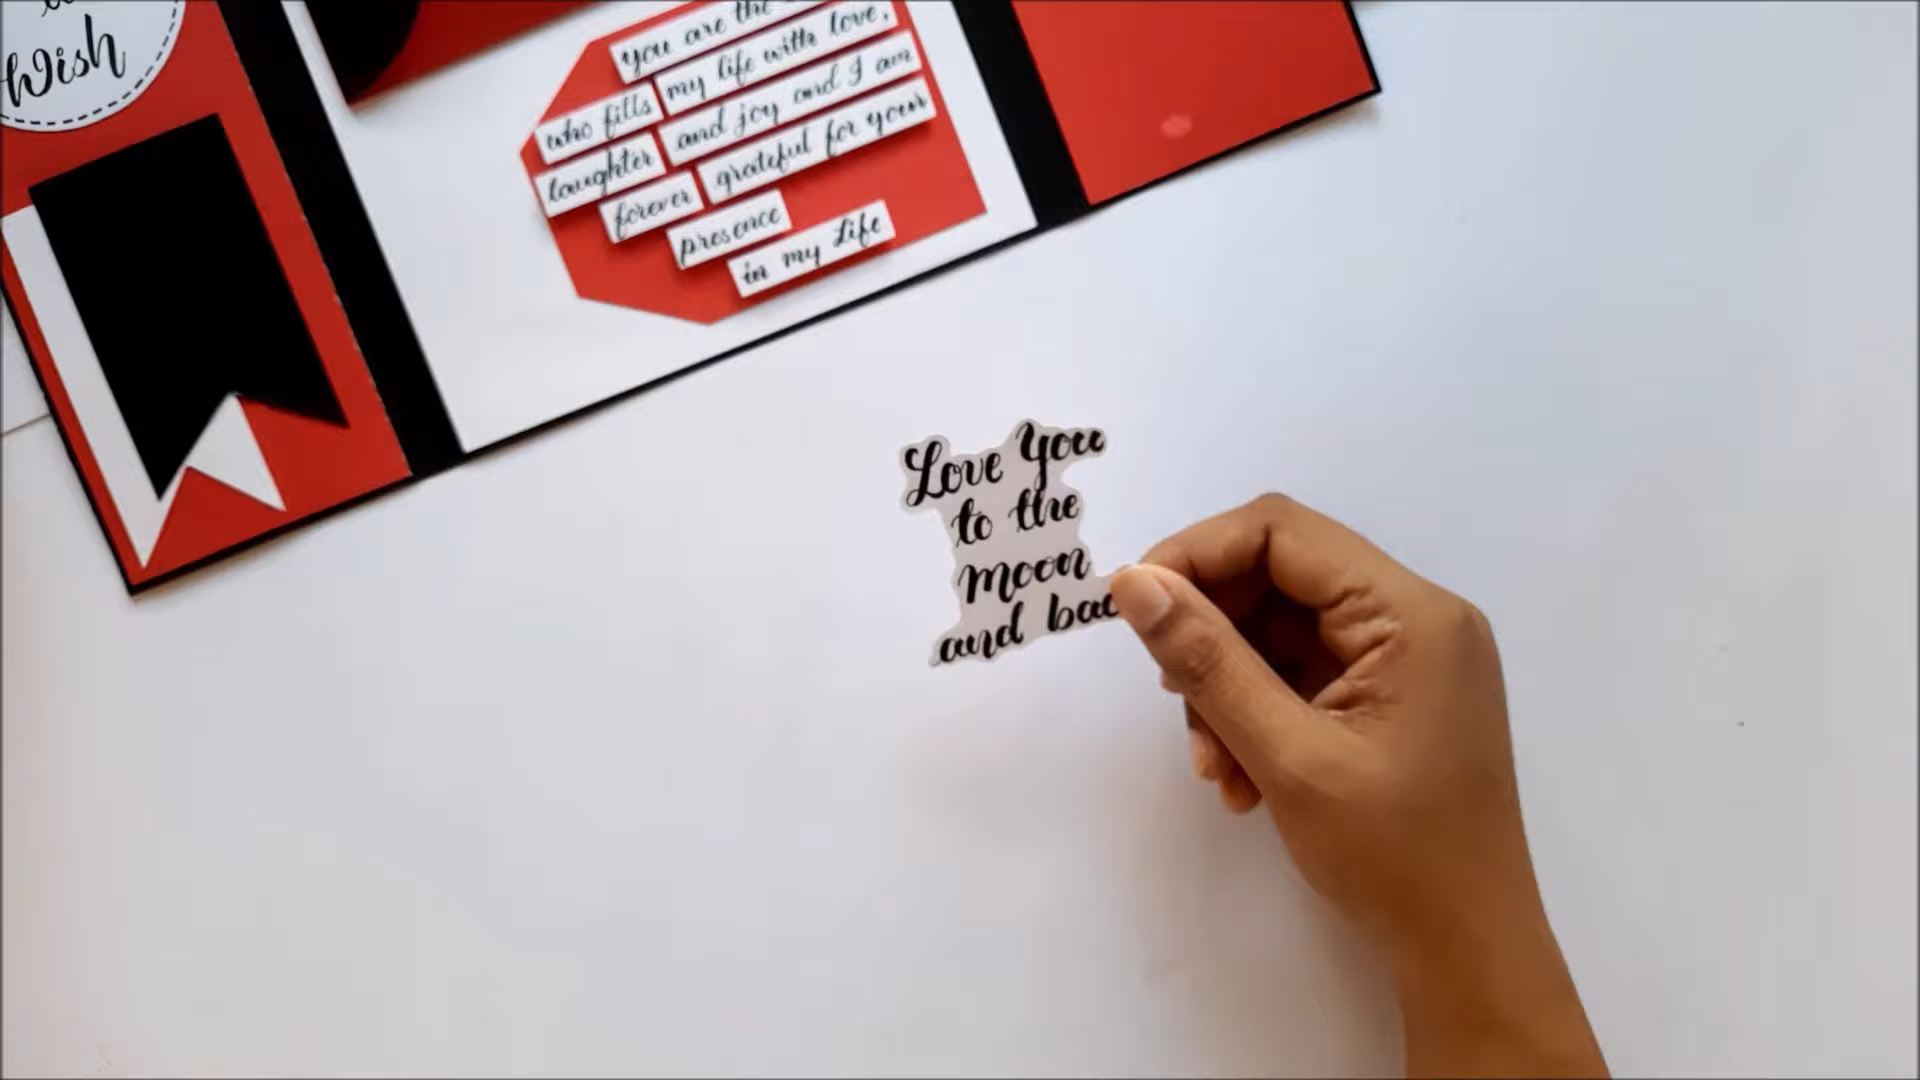 Wish
you are the
who fills my life with love,
laughter and joy and I am
forever grateful for your
presence
in my Life
Love You
to the
moon
and bac